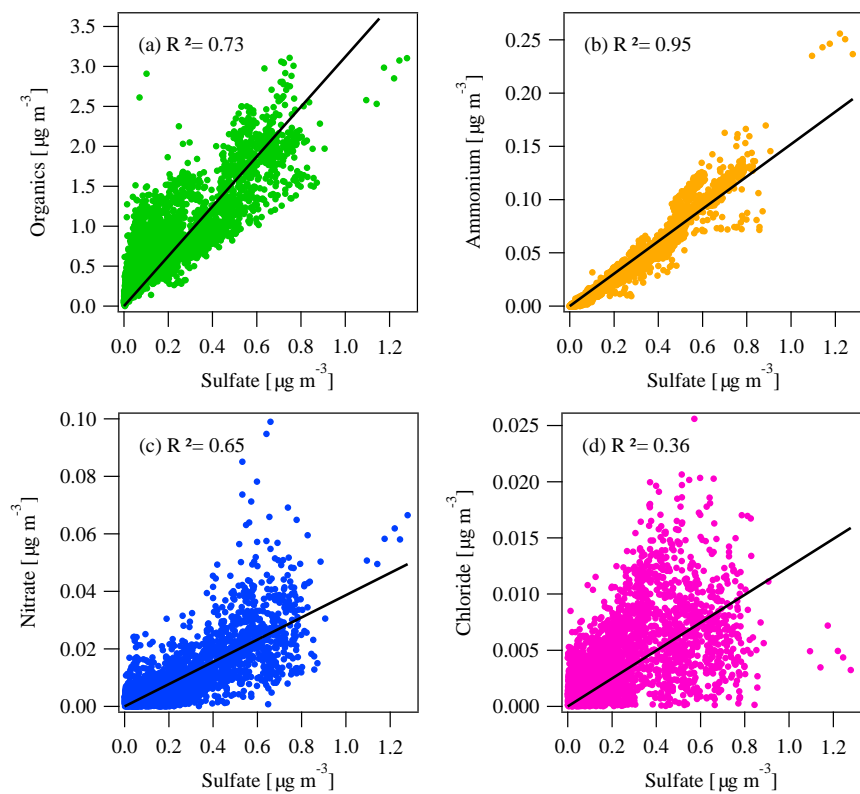 (a) R ²= 0.73
Organics [ µg m⁻³]
3.5
3.0
2.5
2.0
1.5
1.0
0.5
0.0
0.0 0.2 0.4 0.6 0.8 1.0 1.2
Sulfate [ µg m⁻³]
(b) R ²= 0.95
Ammonium [ µg m⁻³]
0.25
0.20
0.15
0.10
0.05
0.00
0.0 0.2 0.4 0.6 0.8 1.0 1.2
Sulfate [ µg m⁻³]
(c) R ²= 0.65
Nitrate [ µg m⁻³]
0.10
0.08
0.06
0.04
0.02
0.00
0.0 0.2 0.4 0.6 0.8 1.0 1.2
Sulfate [ µg m⁻³]
(d) R ²= 0.36
Chloride [ µg m⁻³]
0.025
0.020
0.015
0.010
0.005
0.000
0.0 0.2 0.4 0.6 0.8 1.0 1.2
Sulfate [ µg m⁻³]